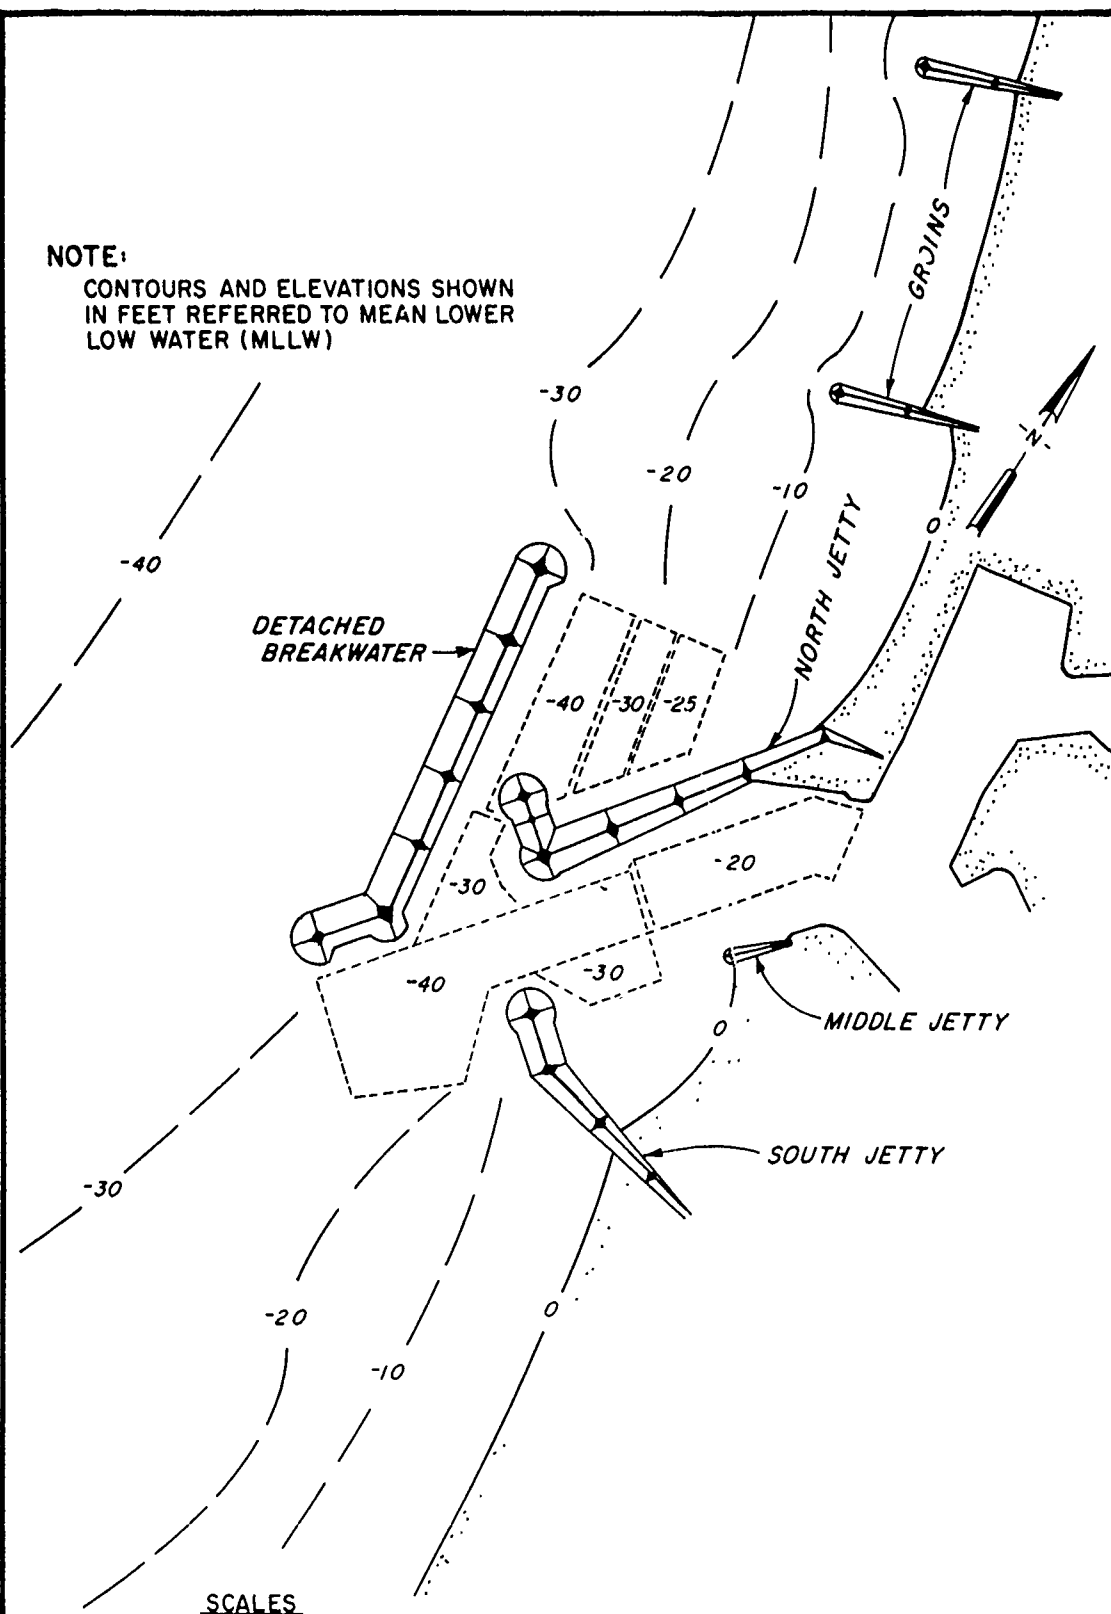 NOTE:
CONTOURS AND ELEVATIONS SHOWN
IN FEET REFERRED TO MEAN LOWER
LOW WATER (MLLW)
GROINS
-30
-20
-10
-N-
0
-40
NORTH JETTY
DETACHED
BREAKWATER
-40
-30
-25
-20
-30
-30
-40
MIDDLE JETTY
0
SOUTH JETTY
-30
0
-20
-10
SCALES